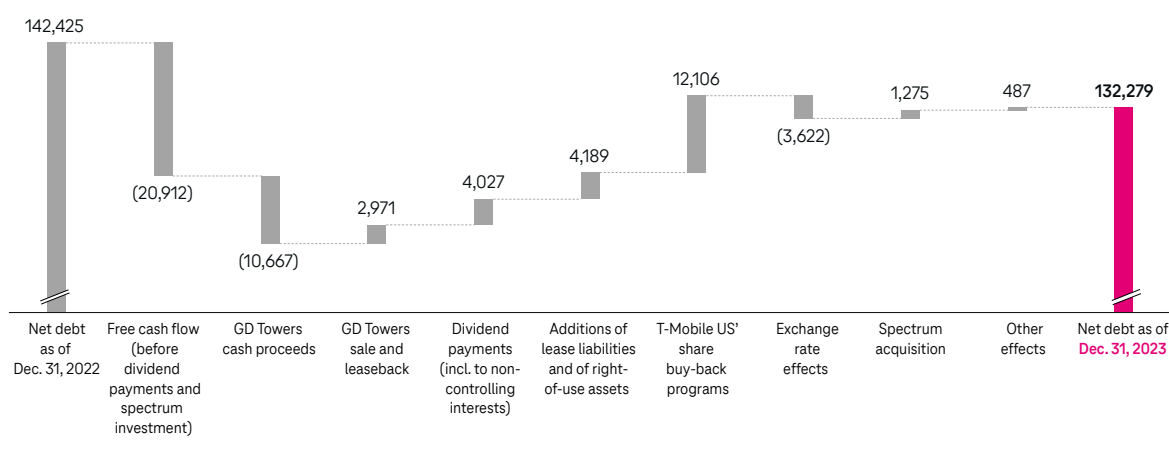 142,425
(20,912)
(10,667)
2,971
4,027
4,189
12,106
(3,622)
1,275
487
132,279
Net debt
as of
Dec. 31, 2022
Free cash flow
(before
dividend
payments and
spectrum
investment)
GD Towers
cash proceeds
GD Towers
sale and
leaseback
Dividend
payments
(incl. to non-
controlling
interests)
Additions of
lease liabilities
and of right-
of-use assets
T-Mobile US’
share
buy-back
programs
Exchange
rate
effects
Spectrum
acquisition
Other
effects
Net debt as of
Dec. 31, 2023